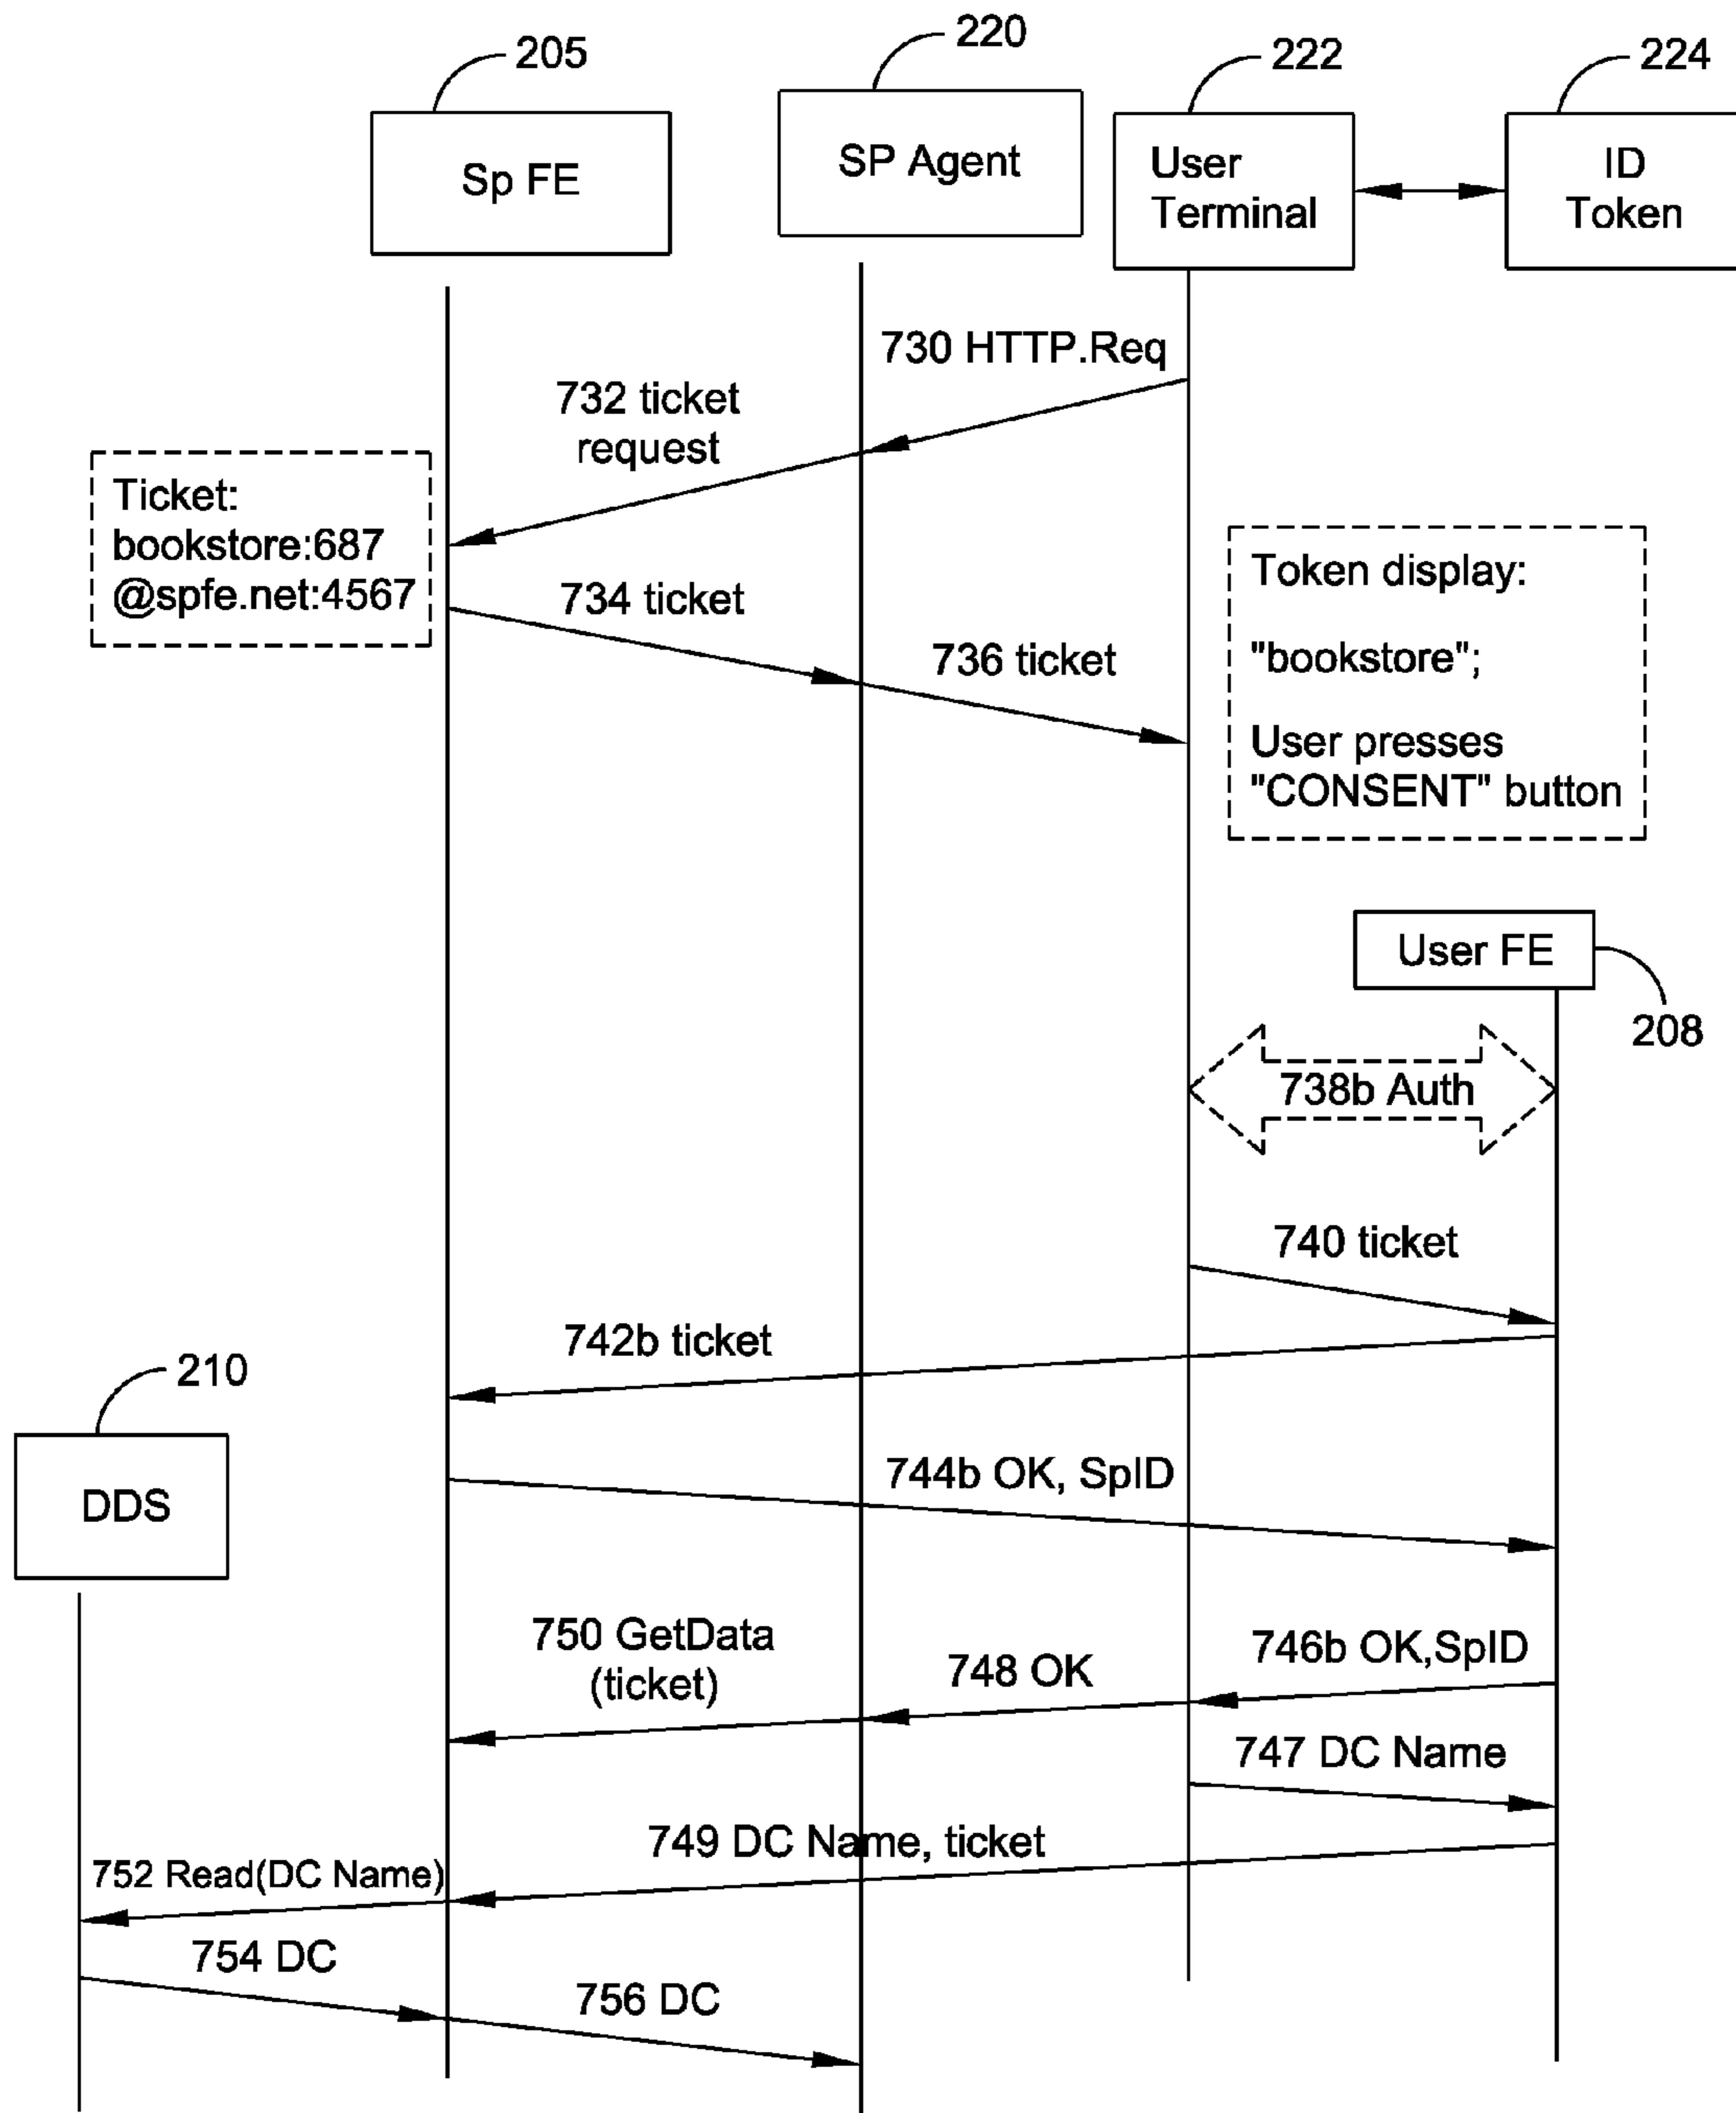 205
220
222
224
Sp FE
SP Agent
User
Terminal
ID
Token
730 HTTP.Req
732 ticket
request
Ticket:
bookstore:687
@spfe.net:4567
734 ticket
736 ticket
Token display:
"bookstore";
User presses
"CONSENT" button
User FE
208
738b Auth
740 ticket
742b ticket
210
DDS
744b OK, SpID
750 GetData
(ticket)
748 OK
746b OK,SpID
747 DC Name
749 DC Name, ticket
752 Read(DC Name)
754 DC
756 DC